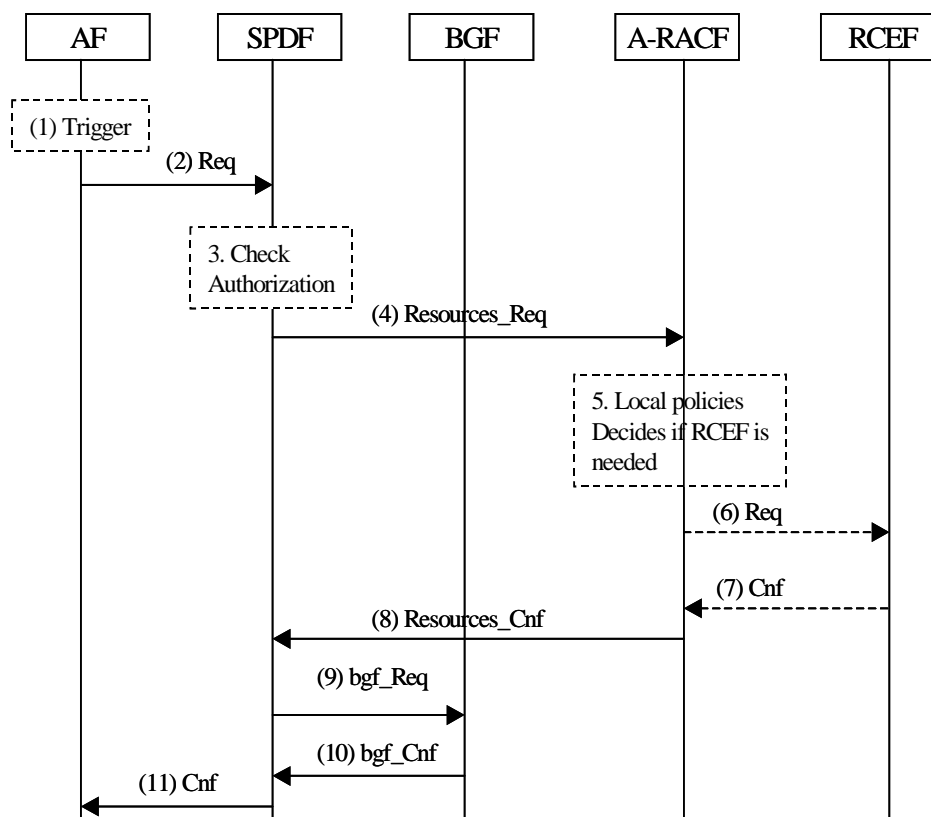 AF
SPDF
BGF
A-RACF
RCEF
(1) Trigger
(2) Req
3. Check
Authorization
(4) Resources_Req
5. Local policies
Decides if RCEF is
needed
(6) Req
(7) Cnf
(8) Resources_Cnf
(9) bgf_Req
(10) bgf_Cnf
(11) Cnf